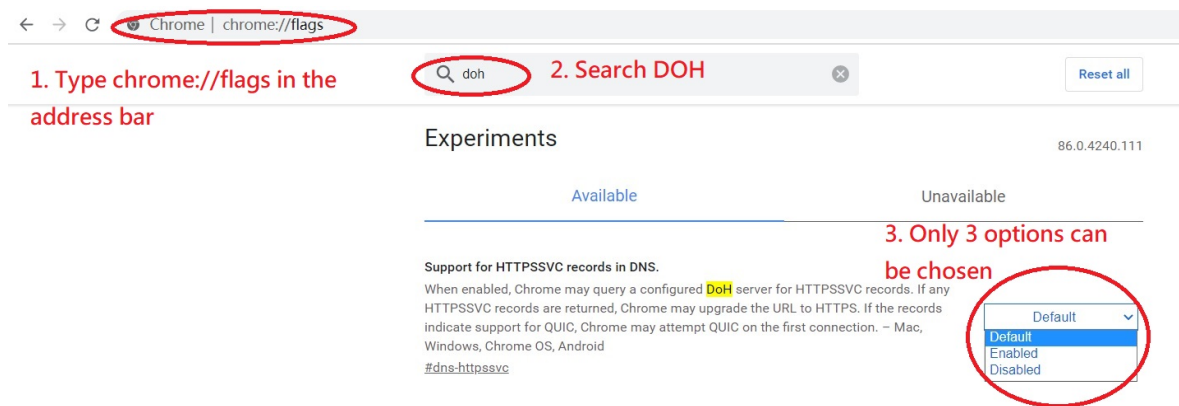 Chrome | chrome://flags
1. Type chrome://flags in the
address bar
doh
2. Search DOH
Reset all
Experiments
86.0.4240.111
Available
Unavailable
3. Only 3 options can
be chosen
Support for HTTPSSVC records in DNS.
When enabled, Chrome may query a configured DoH server for HTTPSSVC records. If any
HTTPSSVC records are returned, Chrome may upgrade the URL to HTTPS. If the records
indicate support for QUIC, Chrome may attempt QUIC on the first connection. – Mac,
Windows, Chrome OS, Android
#dns-httpssvc
Default
Default
Enabled
Disabled